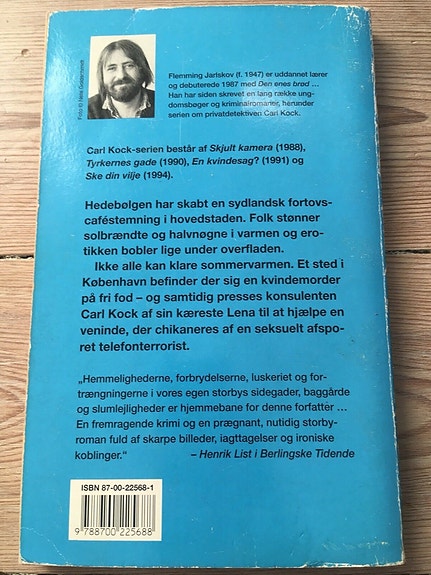 Flemming Jarlskov (f. 1947) er uddannet lærer
og debuterede 1987 med Den enes brød ...
Han har siden skrevet en lang række ung-
domsbøger og kriminalromaner, herunder
serien om privatdetektiven Carl Kock.
Carl Kock-serien består af Skjult kamera (1988),
Tyrkernes gade (1990), En kvindesag? (1991) og
Ske din vilje (1994).
Hedebølgen har skabt en sydlandsk fortovs-
caféstemning i hovedstaden. Folk stønner
solbrændte og halvnøgne i varmen og ero-
tikken bobler lige under overfladen.
Ikke alle kan klare sommervarmen. Et sted i
København befinder der sig en kvindemorder
på fri fod – og samtidig presses konsulenten
Carl Kock af sin kæreste Lena til at hjælpe en
veninde, der chikaneres af en seksuelt afspo-
ret telefonterrorist.
„Hemmelighederne, forbrydelserne, luskeriet og for-
trængningerne i vores egen storbys sidegader, baggårde
og slumlejligheder er hjemmebane for denne forfatter ...
En fremragende krimi og en prægnant, nutidig storby-
roman fuld af skarpe billeder, iagttagelser og ironiske
koblinger.“
– Henrik List i Berlingske Tidende
ISBN 87-00-22568-1
9 788700 225688